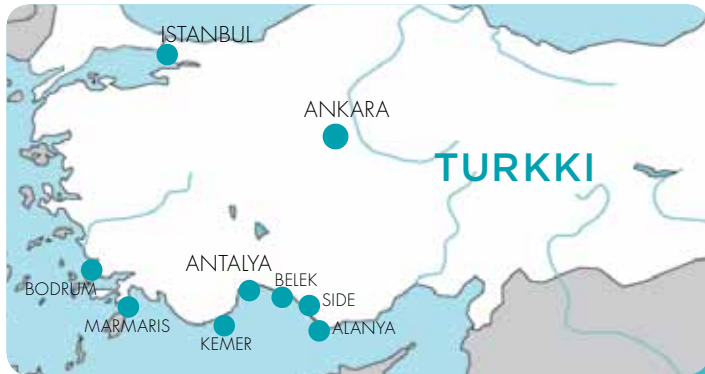 ISTANBUL
ANKARA
TURKKI
ANTALYA
BELEK
BODRUM
SIDE
MARMARIS
ALANYA
KEMER